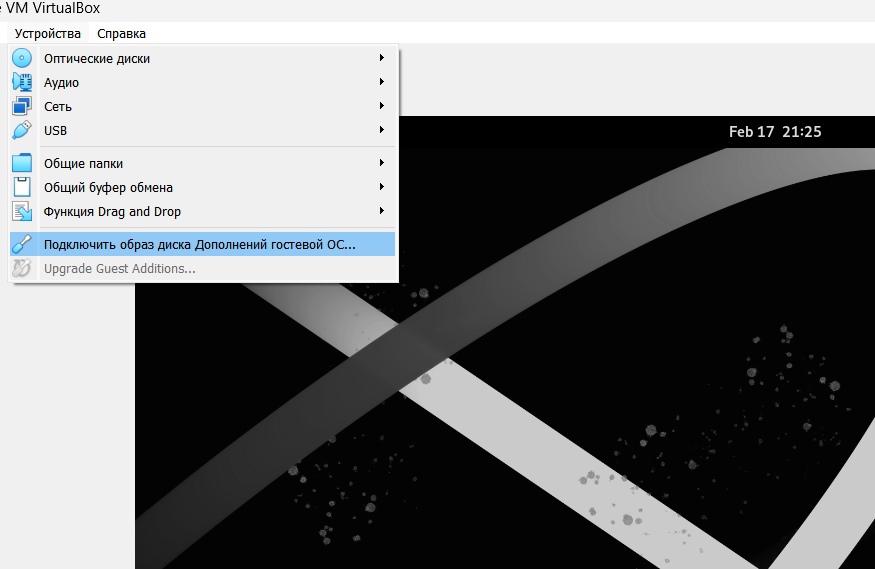 VM VirtualBox
Устройства Справка
Оптические диски
Аудио
Сеть
USB
Общие папки
Общий буфер обмена
Функция Drag and Drop
Подключить образ диска Дополнений гостевой ОС...
Upgrade Guest Additions...
Feb 17 21:25